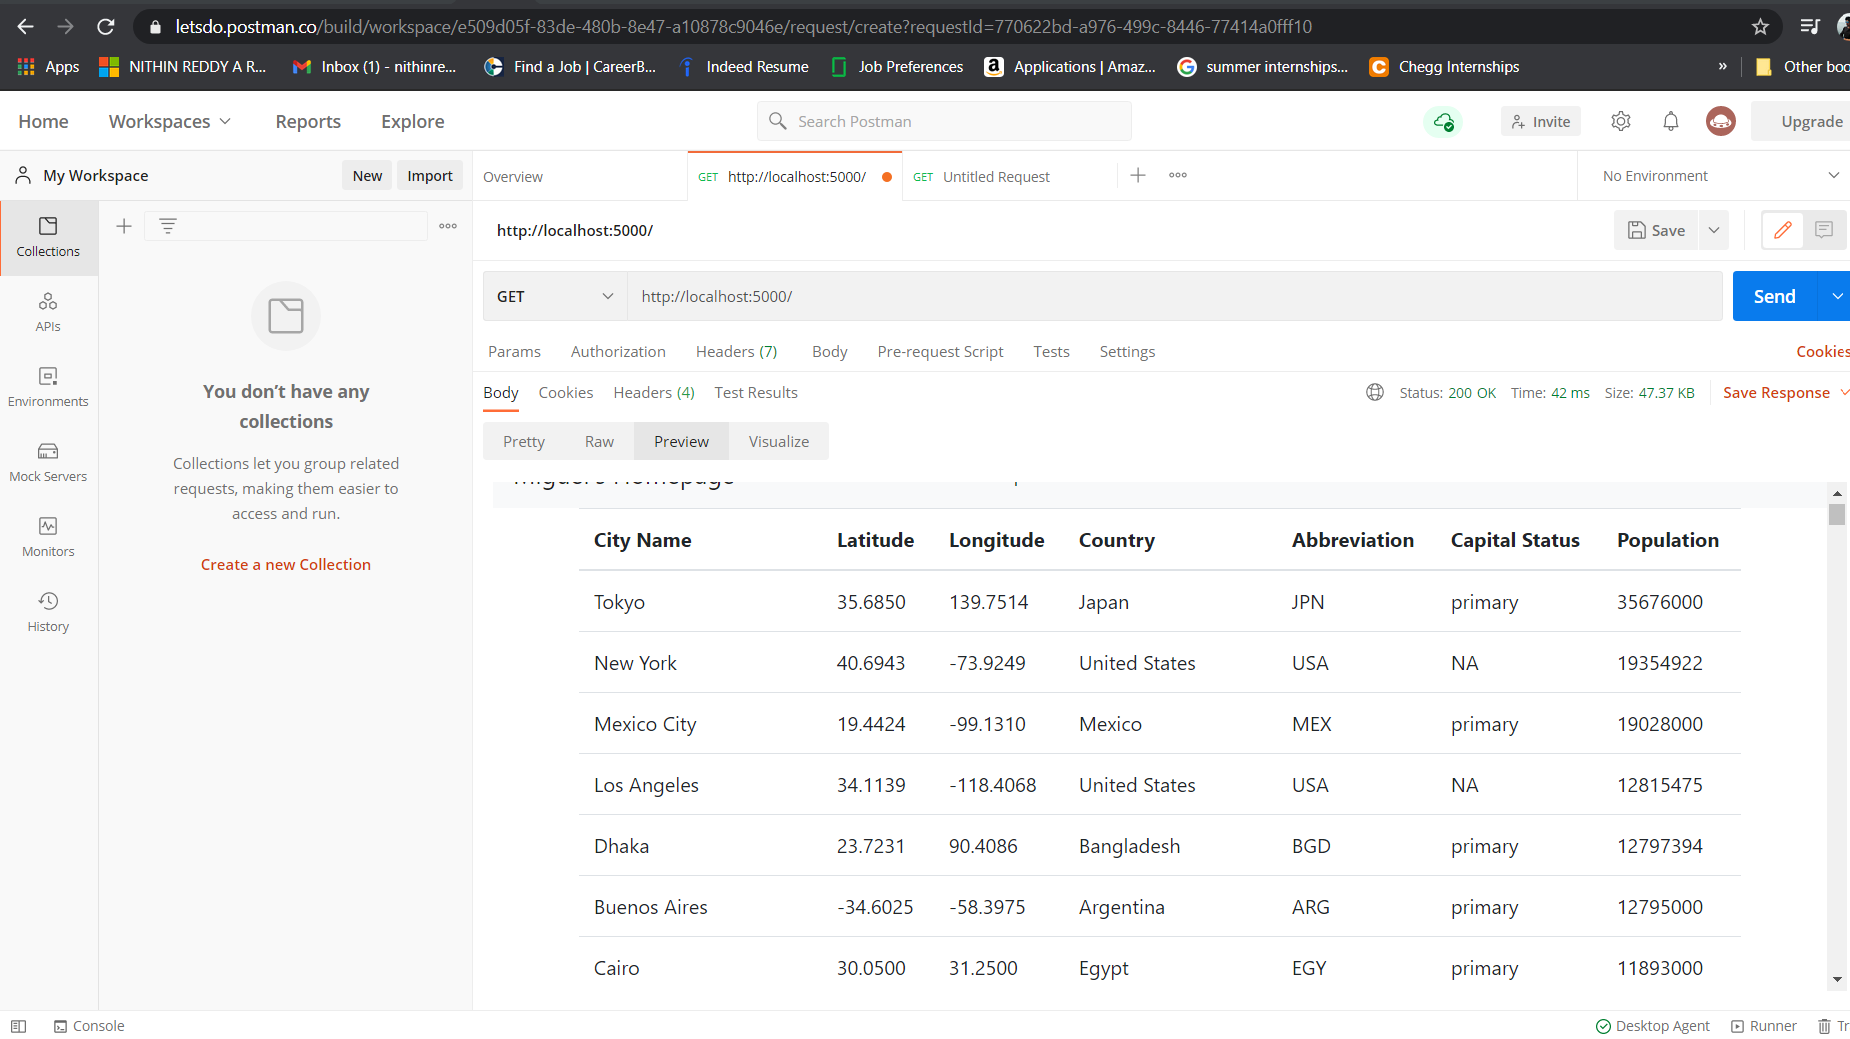 letsdo.postman.co/build/workspace/e509d05f-83de-480b-8e47-a10878c9046e/request/create?requestId=770622bd-a976-499c-8446-77414a0fff10
Apps NITHIN REDDY A R... Inbox (1) - nithinre... Find a Job | CareerB... Indeed Resume Job Preferences Applications | Amaz... summer internships... Chegg Internships » Other boo
Home Workspaces Reports Explore Search Postman Invite Upgrade
My Workspace New Import Overview GET http://localhost:5000/ GET Untitled Request No Environment
Collections
http://localhost:5000/ Save
GET http://localhost:5000/ Send
APIs
Params Authorization Headers (7) Body Pre-request Script Tests Settings Cookies
Environments
You don't have any
collections
Body Cookies Headers (4) Test Results Status: 200 OK Time: 42 ms Size: 47.37 KB Save Response
Pretty Raw Preview Visualize
Mock Servers
Collections let you group related
requests, making them easier to
access and run.
Miguel's Homepage
Monitors
Create a new Collection
History
City Name Latitude Longitude Country Abbreviation Capital Status Population
Tokyo 35.6850 139.7514 Japan JPN primary 35676000
New York 40.6943 -73.9249 United States USA NA 19354922
Mexico City 19.4424 -99.1310 Mexico MEX primary 19028000
Los Angeles 34.1139 -118.4068 United States USA NA 12815475
Dhaka 23.7231 90.4086 Bangladesh BGD primary 12797394
Buenos Aires -34.6025 -58.3975 Argentina ARG primary 12795000
Cairo 30.0500 31.2500 Egypt EGY primary 11893000
Console Desktop Agent Runner Tr